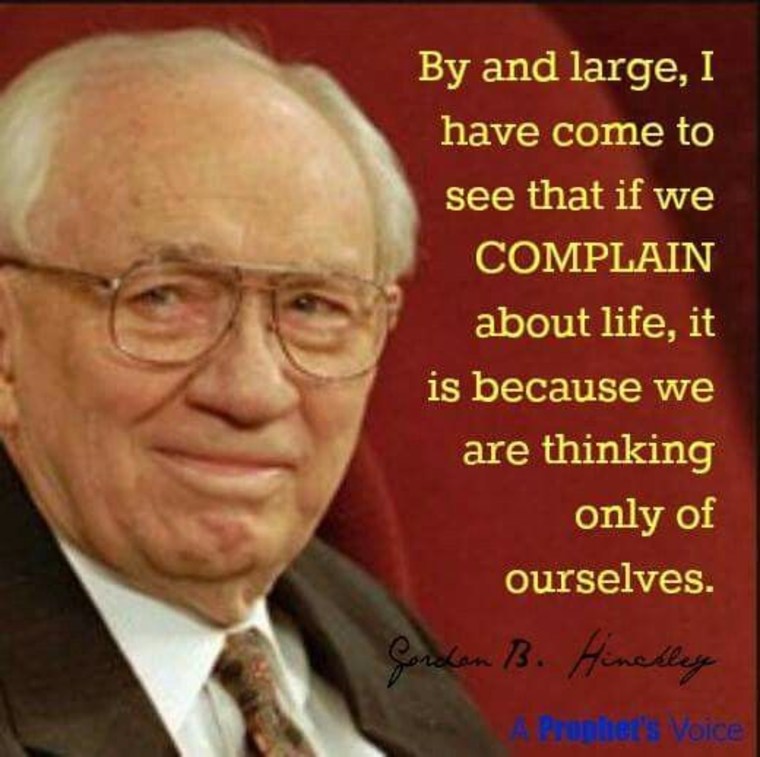 By and large, I
have come to
see that if we
COMPLAIN
about life, it
is because we
are thinking
only of
ourselves.
Gordon B. Hinckley
A Prophet's Voice